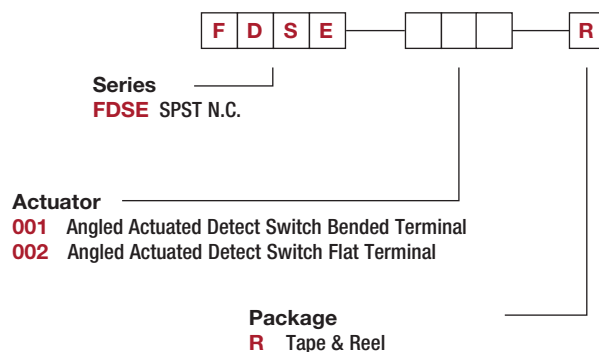 F D S E R
Series
FDSE SPST N.C.
Actuator
001 Angled Actuated Detect Switch Bended Terminal
002 Angled Actuated Detect Switch Flat Terminal
Package
R Tape & Reel